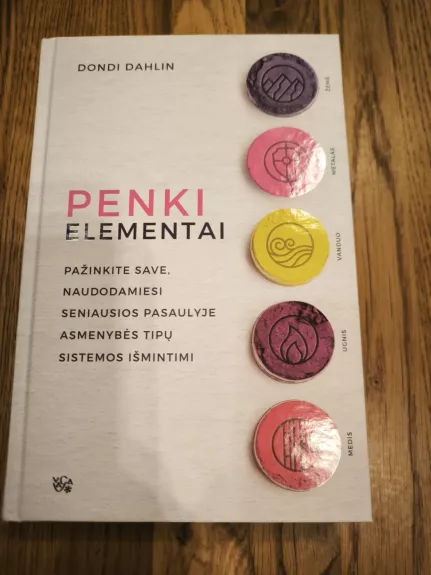 DONDI DAHLIN
PENKI
ELEMENTAI
PAŽINKITE SAVE,
NAUDODAMIESI
SENIAUSIOS PASAULYJE
ASMENYBĖS TIPŲ
SISTEMOS IŠMINTIMI
ŽEMĖ
METALAS
VANDUO
UGNIS
MEDIS